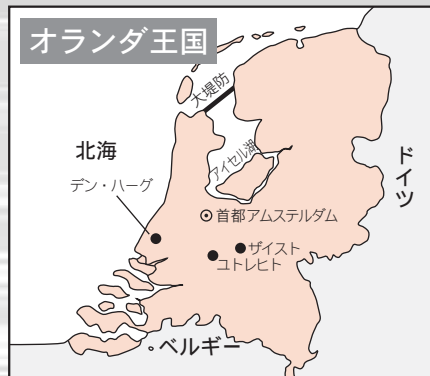 オランダ王国
大堤防
北海
アイセル湖
ドイツ
デン・ハーグ
首都アムステルダム
ザイスト
ユトレヒト
ベルギー